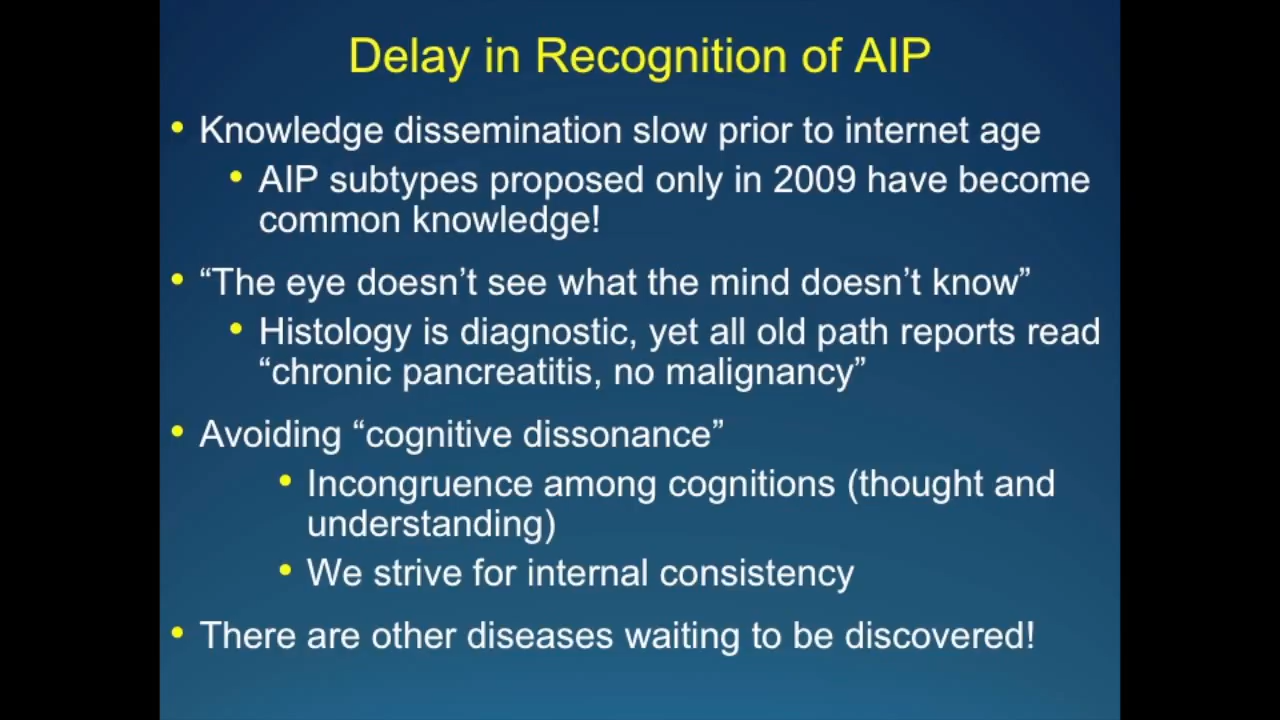 Delay in Recognition of AIP
• Knowledge dissemination slow prior to internet age
• AIP subtypes proposed only in 2009 have become
common knowledge!
• “The eye doesn’t see what the mind doesn’t know”
• Histology is diagnostic, yet all old path reports read
“chronic pancreatitis, no malignancy”
• Avoiding “cognitive dissonance”
• Incongruence among cognitions (thought and
understanding)
• We strive for internal consistency
• There are other diseases waiting to be discovered!